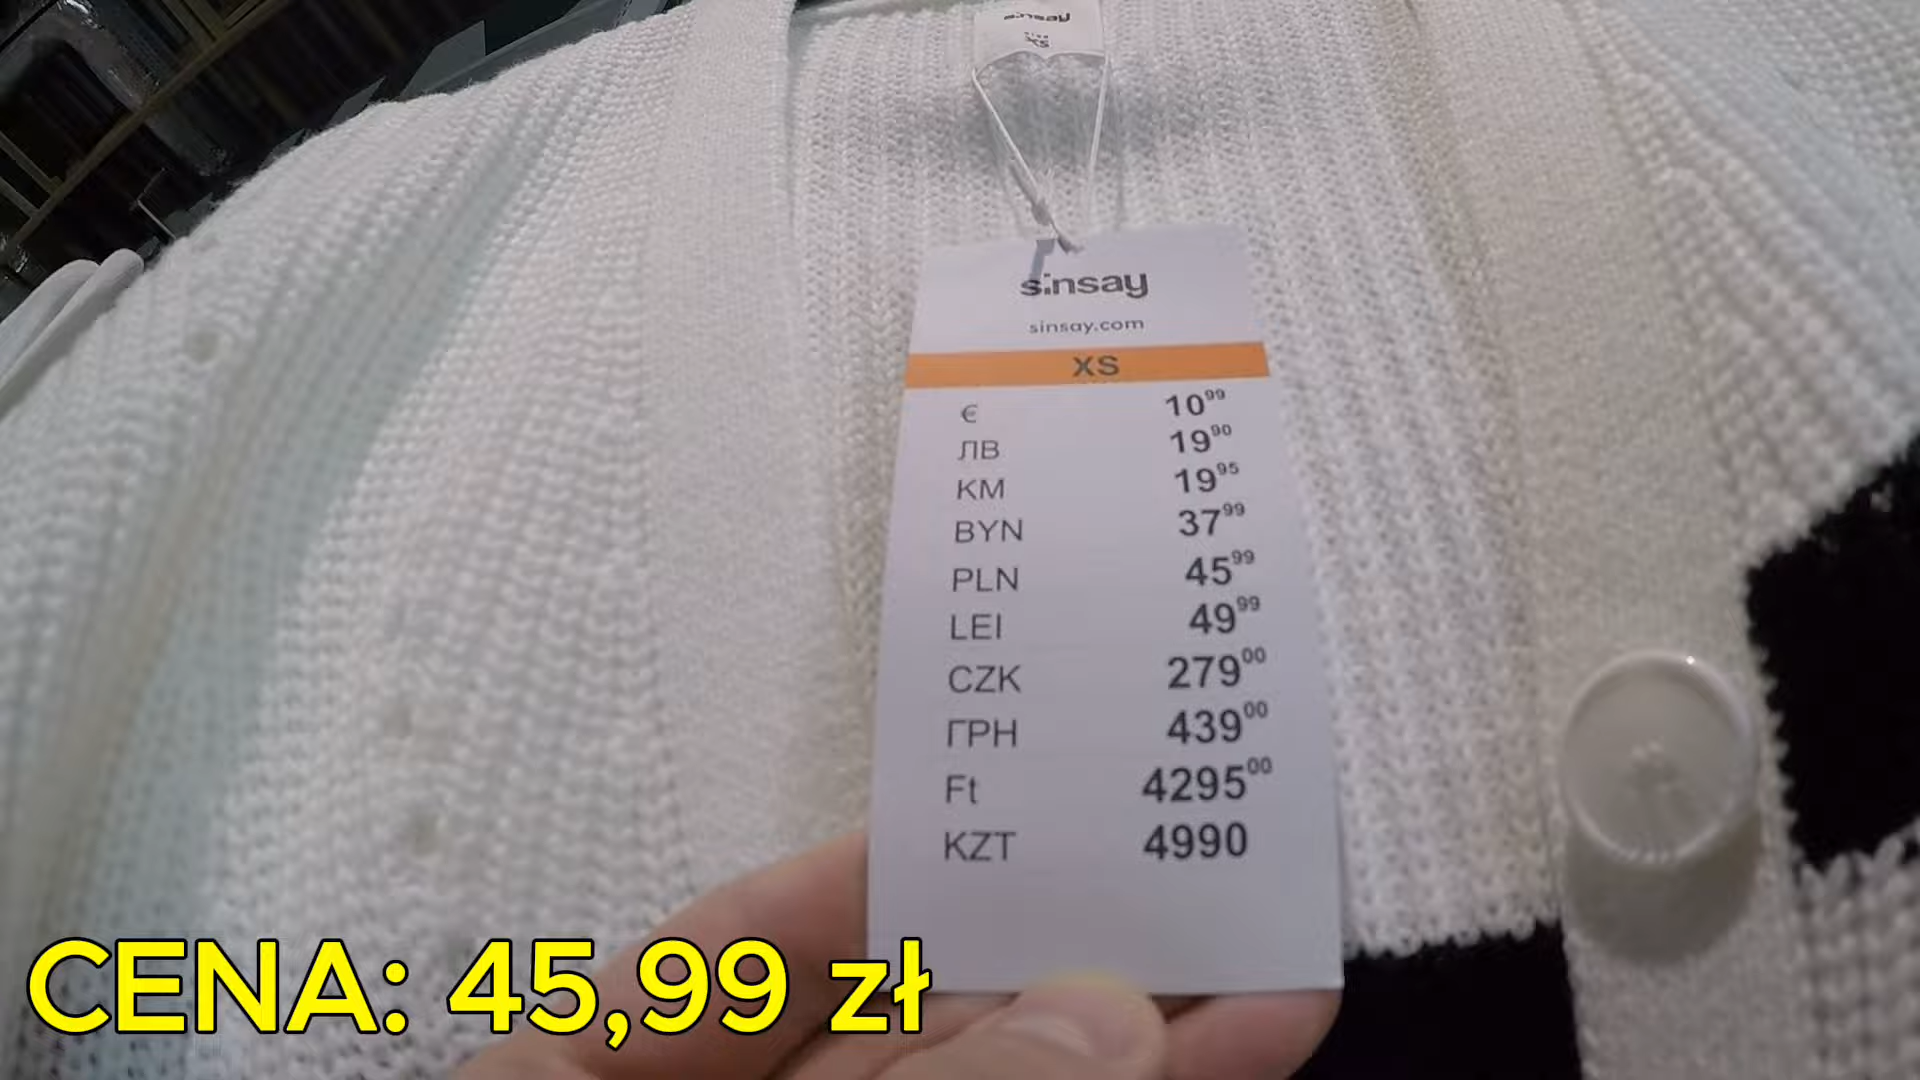 sinsay
sinsay
sinsay.com
XS
€ 10⁹⁹
ЛВ 19⁹⁰
KM 19⁹⁵
BYN 37⁹⁹
PLN 45⁹⁹
LEI 49⁹⁹
CZK 279⁰⁰
ГРН 439⁰⁰
Ft 4295⁰⁰
KZT 4990
CENA: 45,99 zł